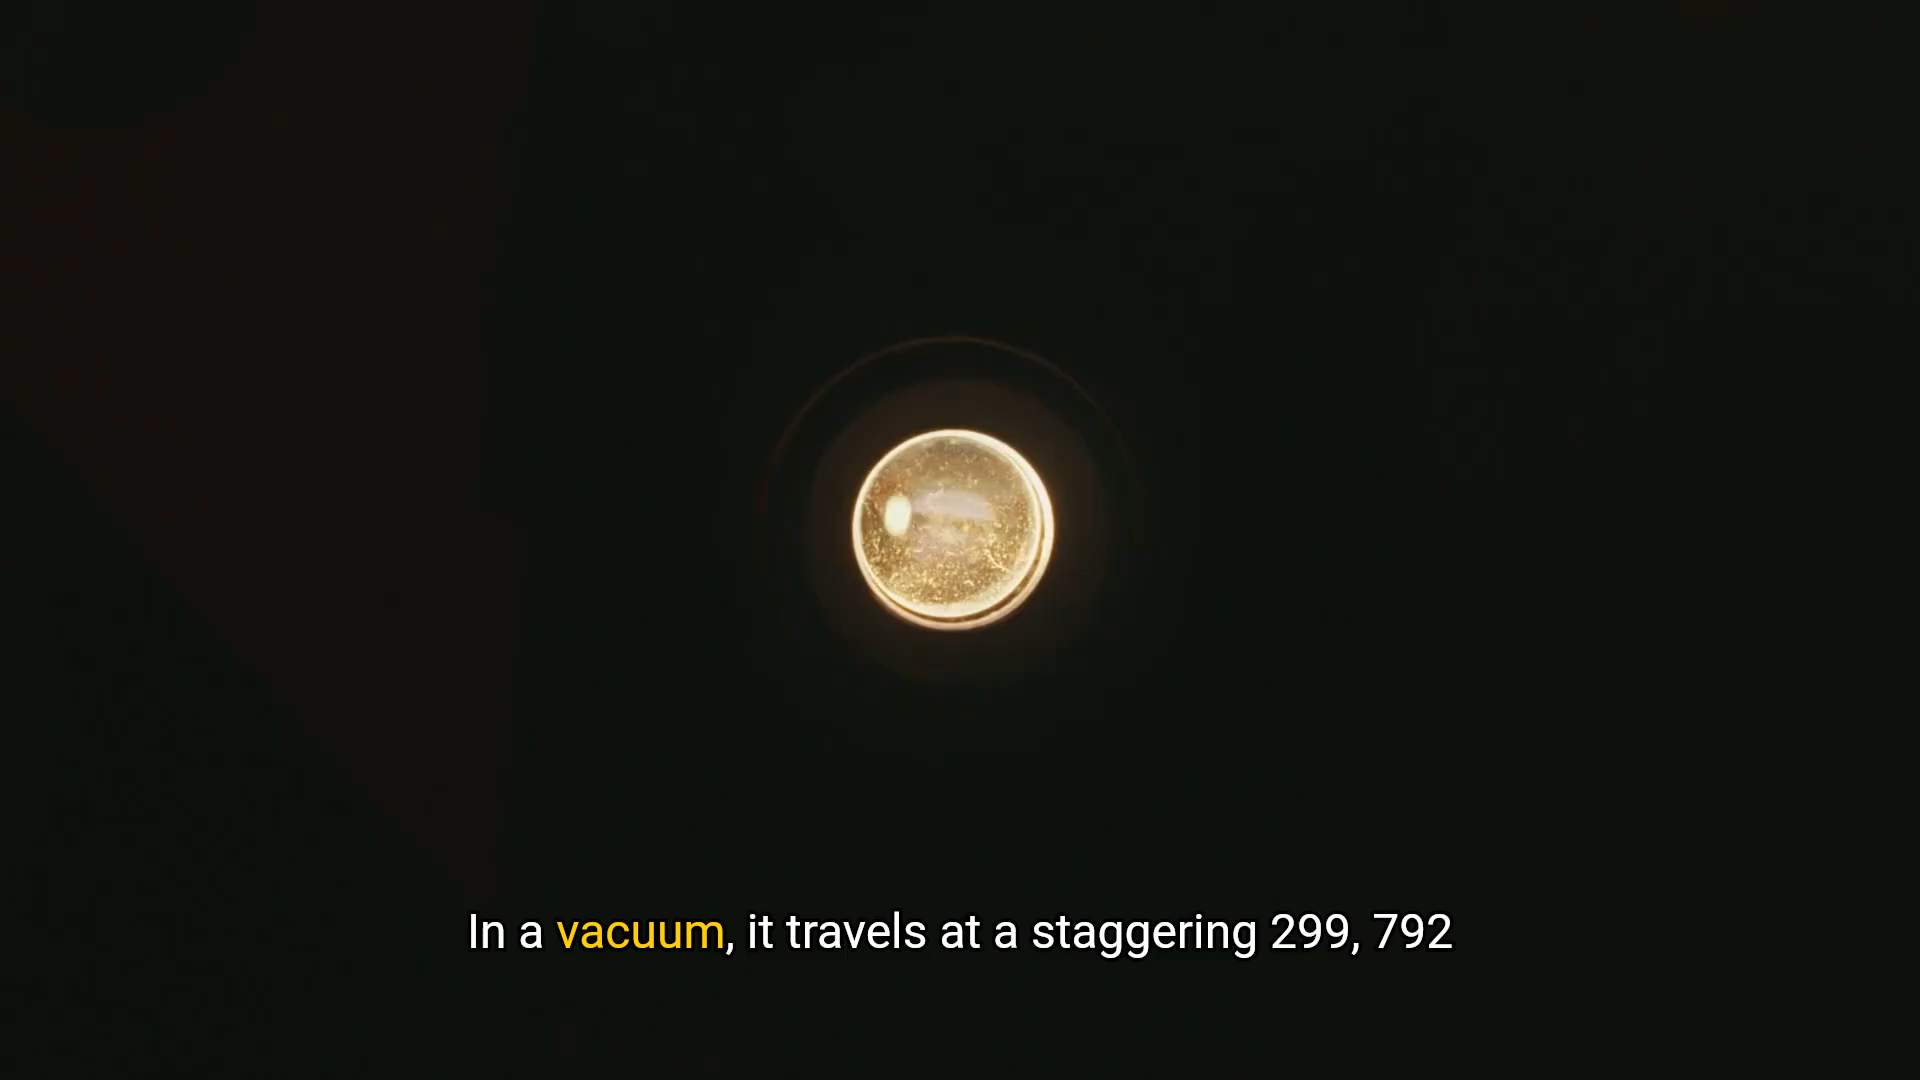 In a vacuum, it travels at a staggering 299, 792